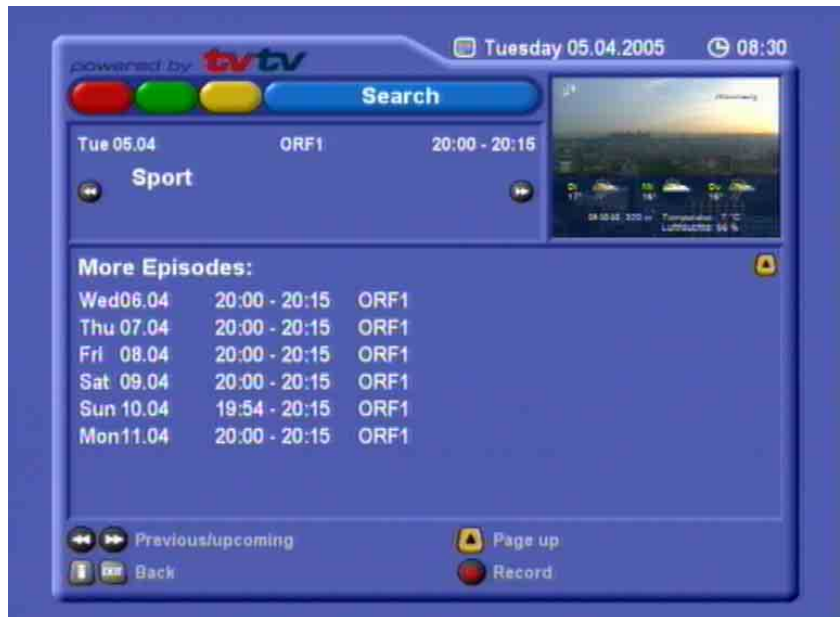 powered by tvtv
Tuesday 05.04.2005 08:30
Search
Tue 05.04 ORF1 20:00 - 20:15
Sport
More Episodes:
Wed06.04 20:00 - 20:15 ORF1
Thu 07.04 20:00 - 20:15 ORF1
Fri 08.04 20:00 - 20:15 ORF1
Sat 09.04 20:00 - 20:15 ORF1
Sun 10.04 19:54 - 20:15 ORF1
Mon11.04 20:00 - 20:15 ORF1
Previous/upcoming Page up
EXIT Back Record